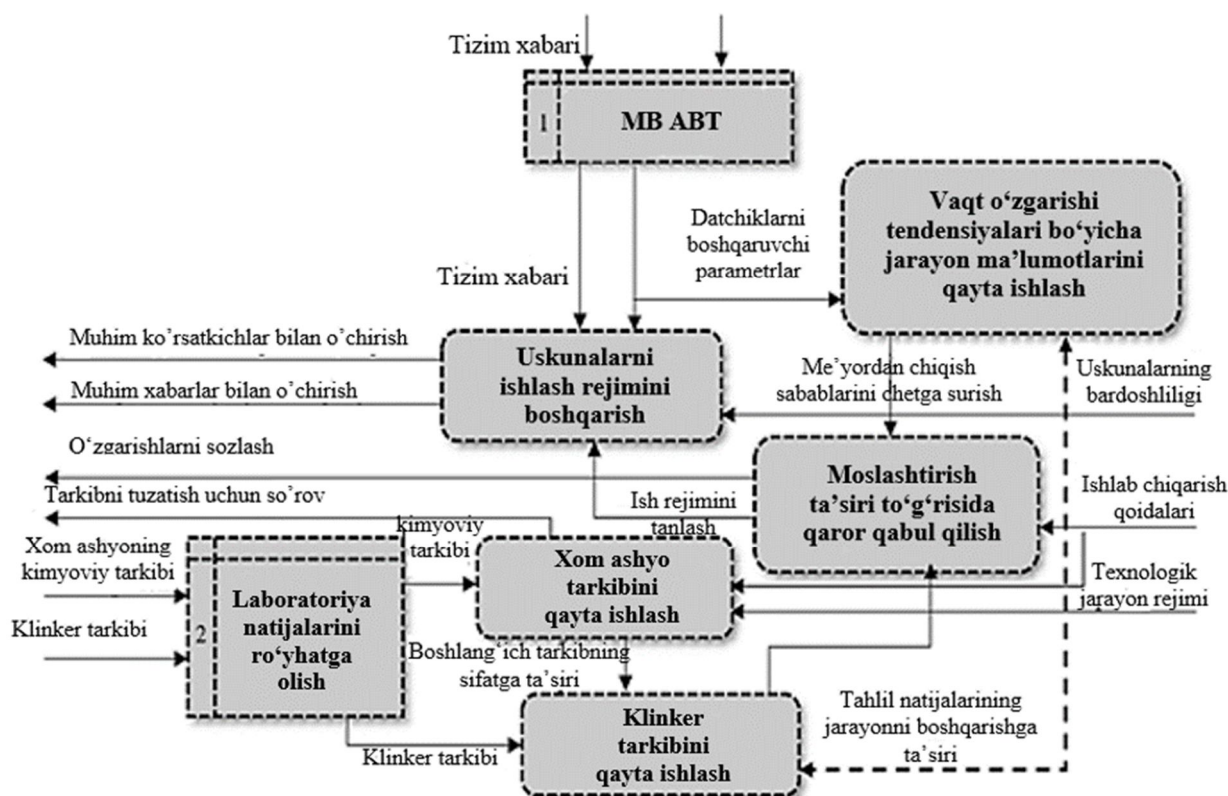 Tizim xabari
1
MB ABT
Vaqt o‘zgarishi
tendensiyalari bo‘yicha
jarayon ma’lumotlarini
qayta ishlash
Datchiklarni
boshqaruvchi
parametrlar
Tizim xabari
Muhim ko’rsatkichlar bilan o’chirish
Muhim xabarlar bilan o’chirish
Uskunalarni
ishlash rejimini
boshqarish
Me’yordan chiqish
sabablarini chetga surish
Uskunalarning
bardoshliligi
O‘zgarishlarni sozlash
Tarkibni tuzatish uchun so’rov
Moslashtirish
ta’siri to‘g‘risida
qaror qabul qilish
Ishlab chiqarish
qoidalari
Ish rejimini
tanlash
kimyoviy
tarkibi
Xom ashyoning
kimyoviy tarkibi
Klinker tarkibi
2
Laboratoriya
natijalarini
ro‘yhatga
olish
Xom ashyo
tarkibini
qayta ishlash
Texnologik
jarayon rejimi
Boshlang‘ich tarkibning
sifatga ta’siri
Klinker
tarkibini
qayta ishlash
Klinker tarkibi
Tahlil natijalarining
jarayonni boshqarishga
ta’siri